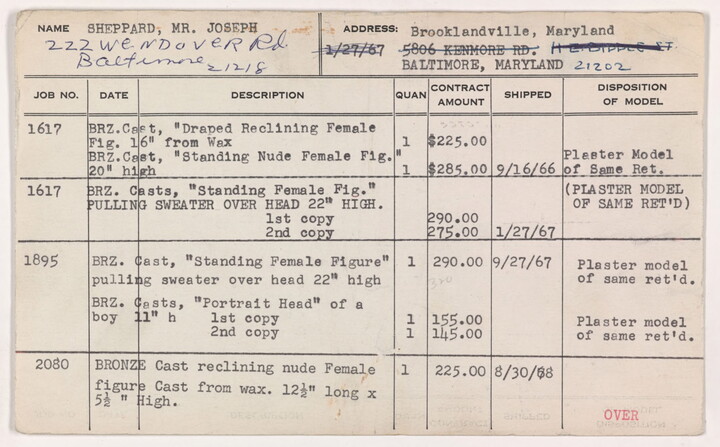 NAME SHEPPARD, MR. JOSEPH ADDRESS: Brooklandville, Maryland
222 WENDOVER Rd 1/27/67 5806 KENMORE RD. 11 E. BIDDLE ST.
Baltimore 21218 BALTIMORE, MARYLAND 21202
JOB NO. DATE DESCRIPTION QUAN CONTRACT AMOUNT SHIPPED DISPOSITION OF MODEL
1617 BRZ.Cast, "Draped Reclining Female
Fig. 16" from Wax 1 $225.00
BRZ.Cast, "Standing Nude Female Fig." Plaster Model
20" high 1 $285.00 9/16/66 of Same Ret.
1617 BRZ. Casts, "Standing Female Fig." (PLASTER MODEL
PULLING SWEATER OVER HEAD 22" HIGH. OF SAME RET'D)
1st copy 290.00
2nd copy 275.00 1/27/67
1895 BRZ. Cast, "Standing Female Figure" 1 290.00 9/27/67 Plaster model
pulling sweater over head 22" high 320 of same ret'd.
BRZ. Casts, "Portrait Head" of a
boy 11" h 1st copy 1 155.00 Plaster model
2nd copy 1 145.00 of same ret'd.
2080 BRONZE Cast reclining nude Female 1 225.00 8/30/68
figure Cast from wax. 12½" long x
5½ " High.
OVER